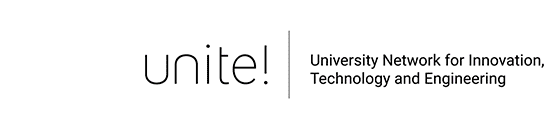 unite!
University Network for Innovation,
Technology and Engineering